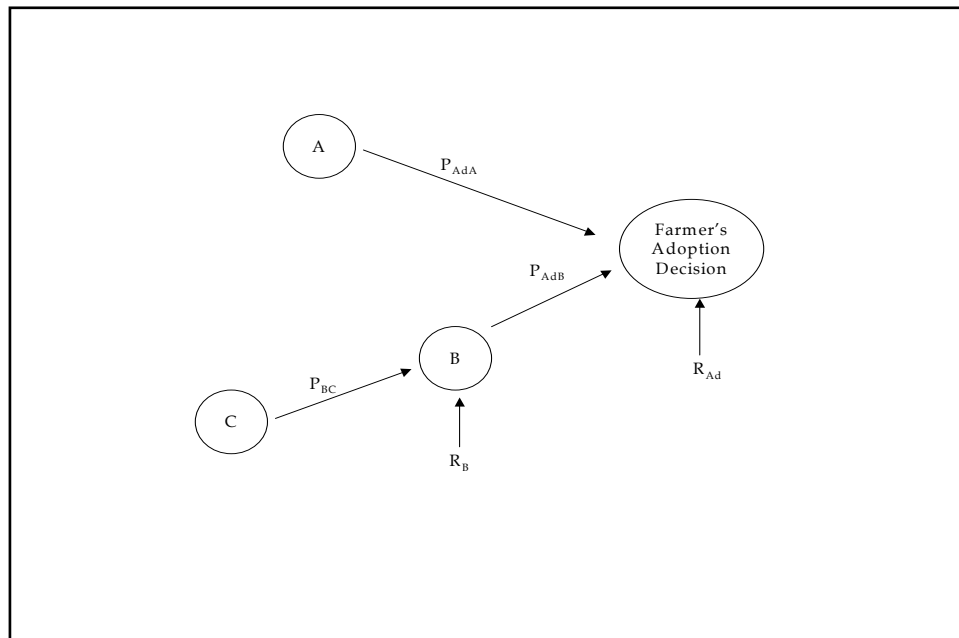 A
P_AdA
Farmer's
Adoption
Decision
P_AdB
B
R_Ad
P_BC
C
R_B